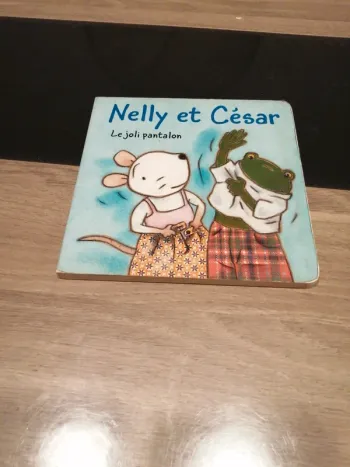 Nelly et César
Le joli pantalon